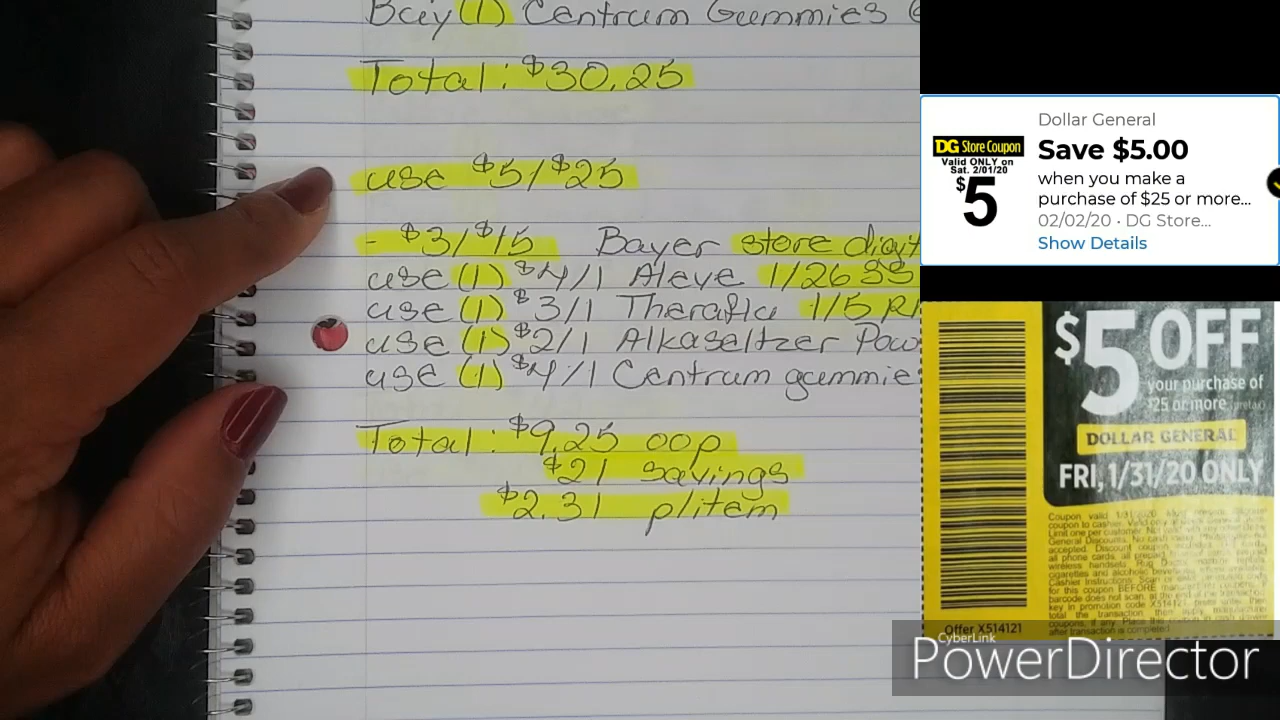 Buy (1) Centrum Gummies
Total: $30.25
use $5/$25
- $3/$15 Bayer store digit
use (1) $4/1 Aleve 1/26 SS
use (1) $3/1 Theraflu 1/5 R
use (1) $2/1 Alkaseltzer Pow
use (1) $4/1 Centrum gummie
Total: $9.25 oop
$21 savings
$2.31 p/item
Dollar General
DG Store Coupon
Valid ONLY on
Sat. 2/01/20
$5
Save $5.00
when you make a
purchase of $25 or more...
02/02/20 · DG Store...
Show Details
$5 OFF
your purchase of
$25 or more (pretax)
DOLLAR GENERAL
FRI, 1/31/20 ONLY
Offer X514121
CyberLink
PowerDirector